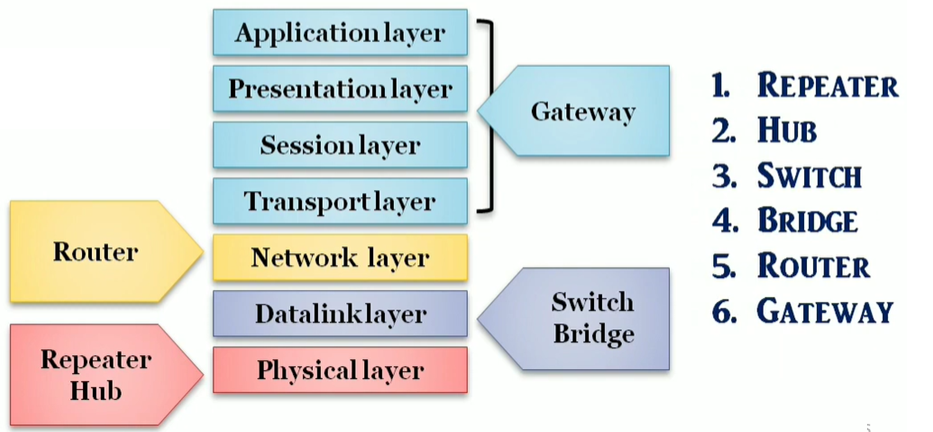 Application layer
Presentation layer
Session layer
Transport layer
Network layer
Datalink layer
Physical layer
Gateway
Router
Switch
Bridge
Repeater
Hub
1. REPEATER
2. HUB
3. SWITCH
4. BRIDGE
5. ROUTER
6. GATEWAY